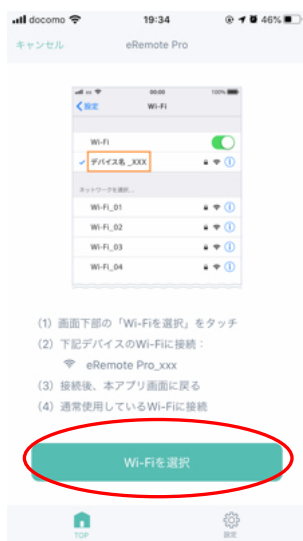 docomo 19:34 46%
キャンセル eRemote Pro
00:00 100%
設定 Wi-Fi
Wi-Fi
デバイス名_XXX
ネットワークを選択...
Wi-Fi_01
Wi-Fi_02
Wi-Fi_03
Wi-Fi_04
(1) 画面下部の「Wi-Fiを選択」をタッチ
(2) 下記デバイスのWi-Fiに接続：
eRemote Pro_xxx
(3) 接続後、本アプリ画面に戻る
(4) 通常使用しているWi-Fiに接続
Wi-Fiを選択
TOP 設定